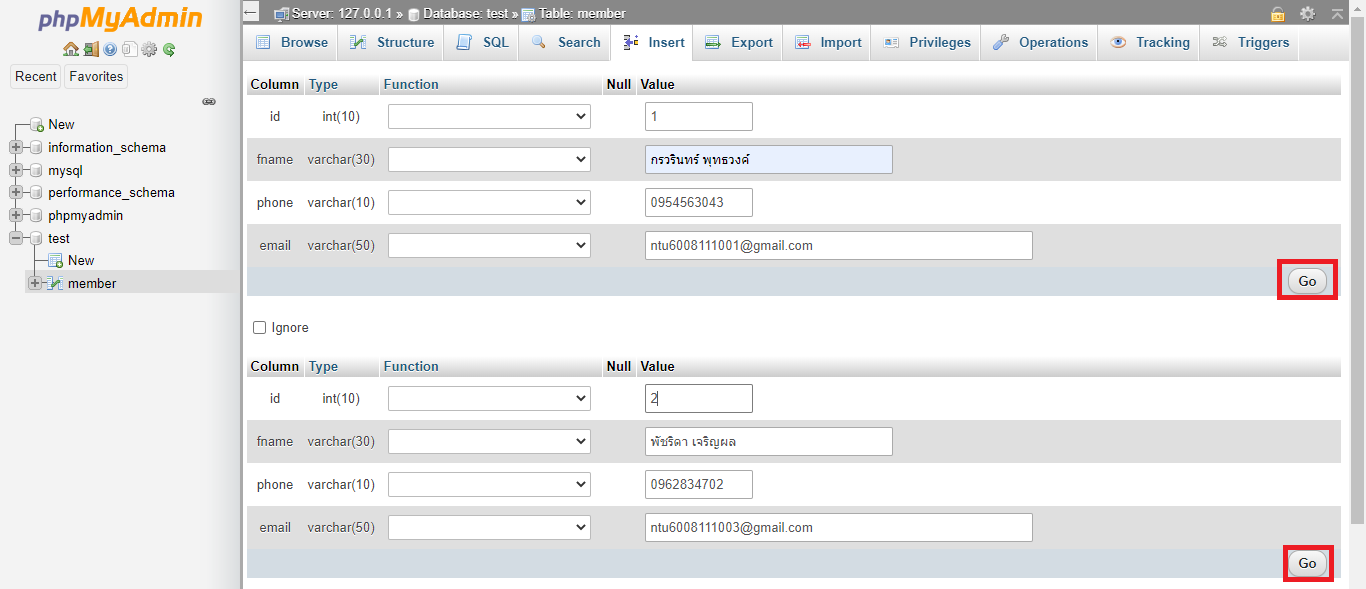 phpMyAdmin
Recent Favorites
New
information_schema
mysql
performance_schema
phpmyadmin
test
New
member
Server: 127.0.0.1 » Database: test » Table: member
Browse Structure SQL Search Insert Export Import Privileges Operations Tracking Triggers
Column Type Function Null Value
id int(10) 1
fname varchar(30) กรวรินทร์ พุทธวงศ์
phone varchar(10) 0954563043
email varchar(50) ntu6008111001@gmail.com
Go
Ignore
Column Type Function Null Value
id int(10) 2
fname varchar(30) พัชริดา เจริญผล
phone varchar(10) 0962834702
email varchar(50) ntu6008111003@gmail.com
Go